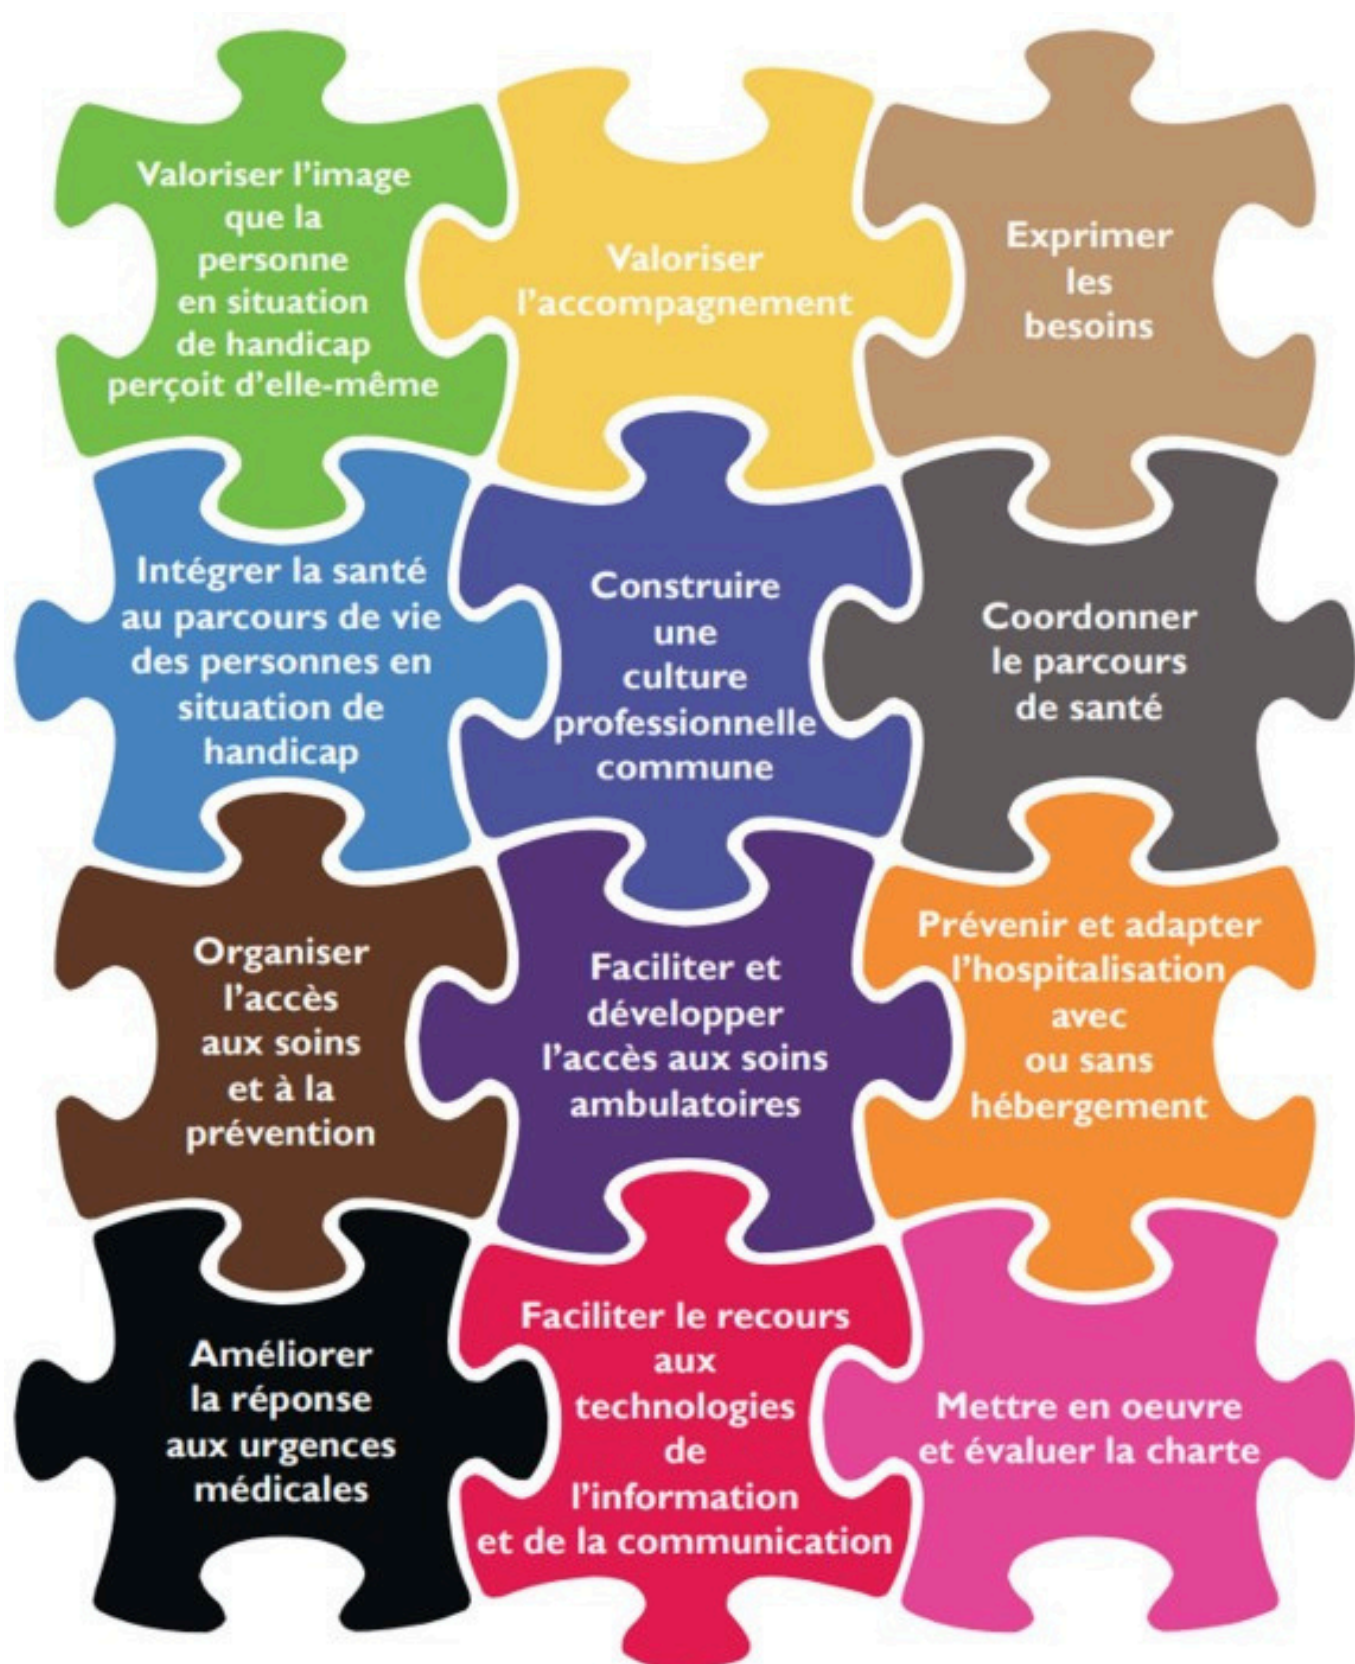 Valoriser l'image
que la
personne
en situation
de handicap
perçoit d'elle-même
Valoriser
l'accompagnement
Exprimer
les
besoins
Intégrer la santé
au parcours de vie
des personnes en
situation de
handicap
Construire
une
culture
professionnelle
commune
Coordonner
le parcours
de santé
Organiser
l'accès
aux soins
et à la
prévention
Faciliter et
développer
l'accès aux soins
ambulatoires
Prévenir et adapter
l'hospitalisation
avec
ou sans
hébergement
Améliorer
la réponse
aux urgences
médicales
Faciliter le recours
aux
technologies
de
l'information
et de la communication
Mettre en oeuvre
et évaluer la charte